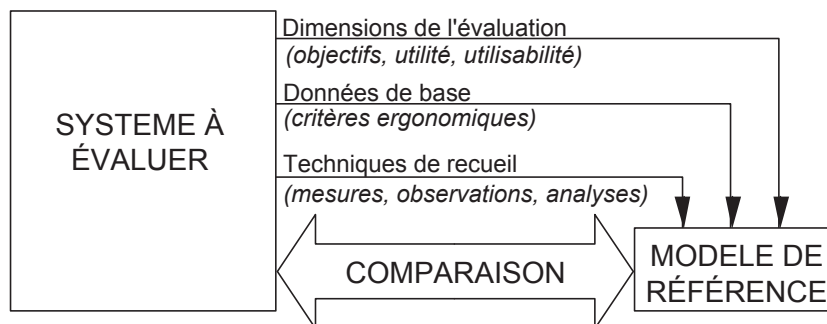 Dimensions de l'évaluation
(objectifs, utilité, utilisabilité)
Données de base
(critères ergonomiques)
SYSTEME À
ÉVALUER
Techniques de recueil
(mesures, observations, analyses)
COMPARAISON
MODELE DE
RÉFÉRENCE